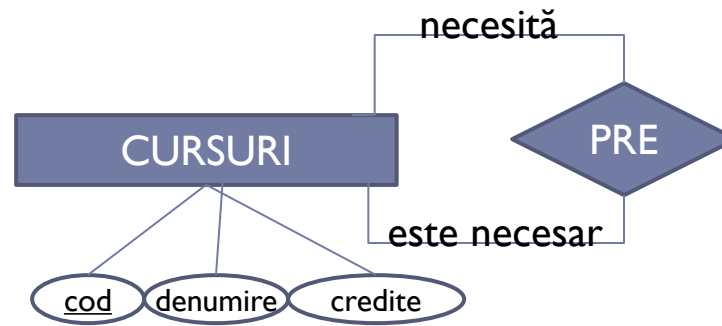 necesită
CURSURI
PRE
este necesar
cod
denumire
credite